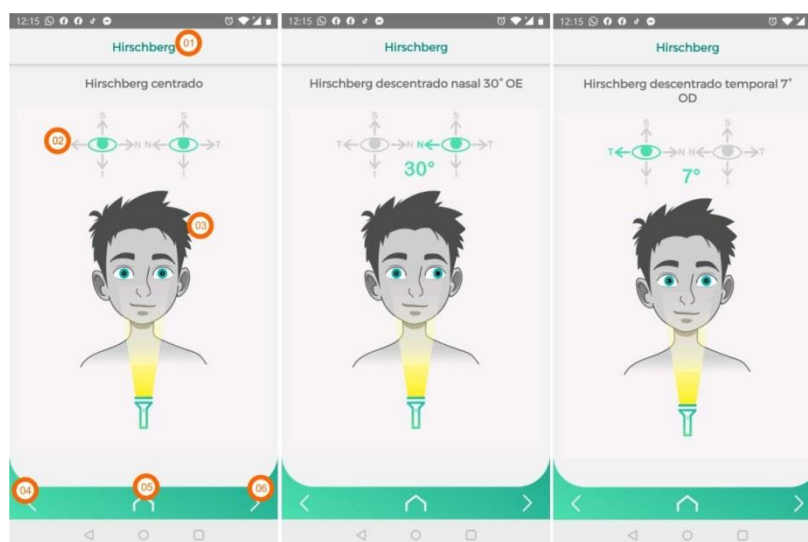 12:15
Hirschberg 01
Hirschberg centrado
S S
02 N N T
I I
03
04 05 06
12:15
Hirschberg
Hirschberg descentrado nasal 30° OE
S S
T N N T
30°
I I
12:15
Hirschberg
Hirschberg descentrado temporal 7°
OD
S S
T N N T
7°
I I